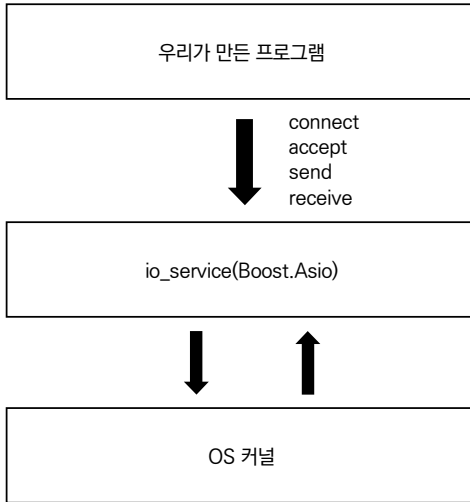 우리가 만든 프로그램
connect
accept
send
receive
io_service(Boost.Asio)
OS 커널